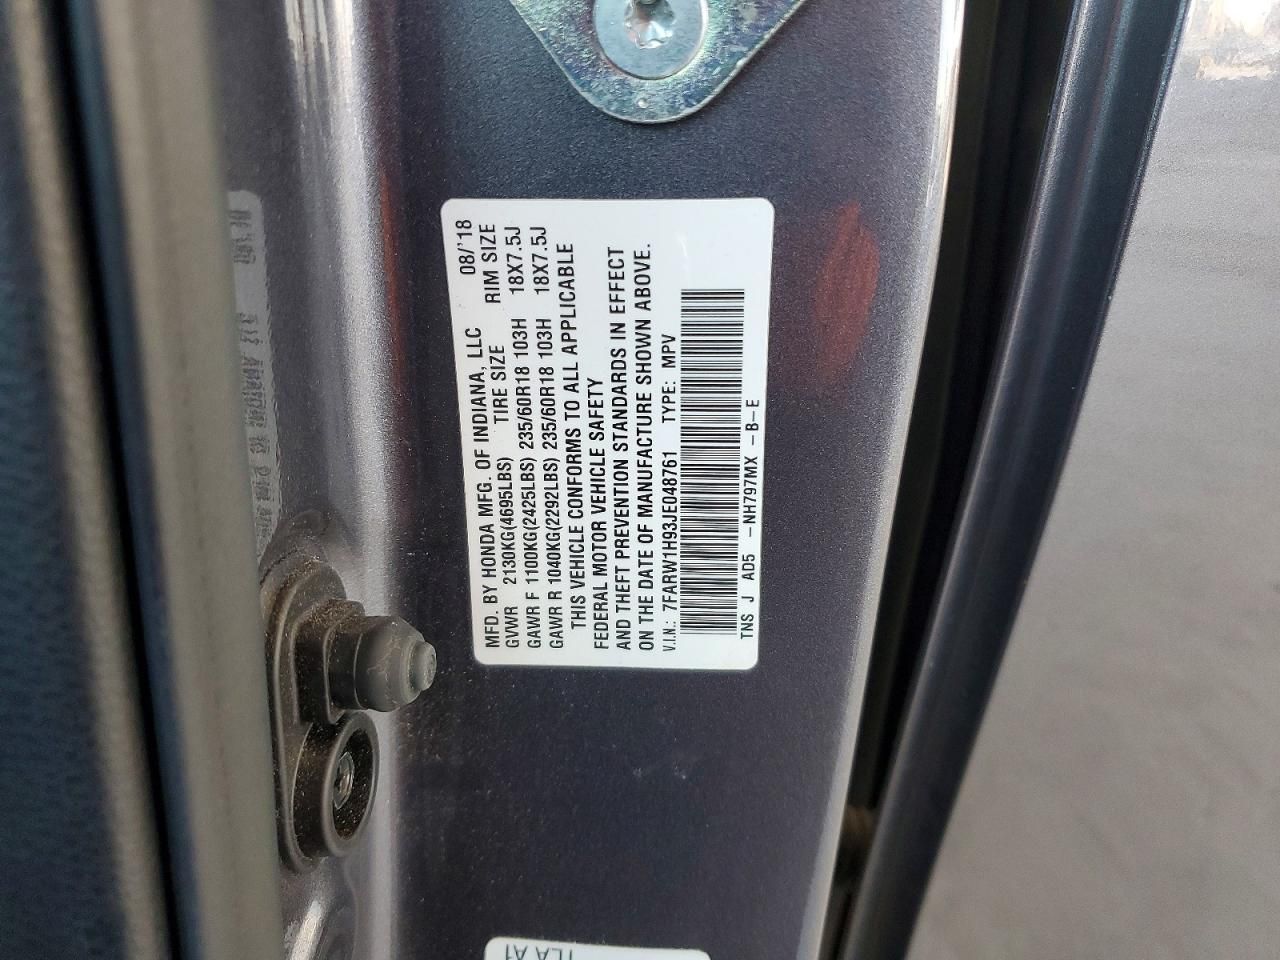 MFD. BY HONDA MFG. OF INDIANA, LLC 08/'18
GVWR 2130KG(4695LBS) TIRE SIZE RIM SIZE
GAWR F 1100KG(2425LBS) 235/60R18 103H 18X7.5J
GAWR R 1040KG(2292LBS) 235/60R18 103H 18X7.5J
THIS VEHICLE CONFORMS TO ALL APPLICABLE
FEDERAL MOTOR VEHICLE SAFETY
AND THEFT PREVENTION STANDARDS IN EFFECT
ON THE DATE OF MANUFACTURE SHOWN ABOVE.
V.I.N.: 7FARW1H93JE048761 TYPE: MPV
TNS J AD5 -NH797MX -B-E